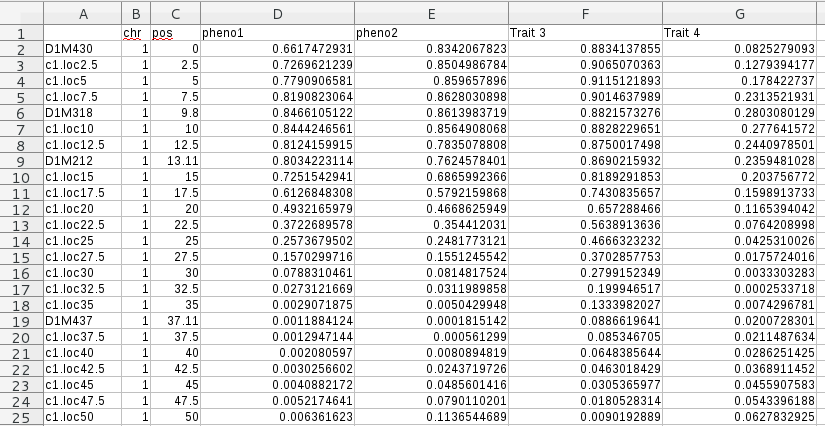 A B C D E F G
1 chr pos pheno1 pheno2 Trait 3 Trait 4
2 D1M430 1 0 0.6617472931 0.8342067823 0.8834137855 0.0825279093
3 c1.loc2.5 1 2.5 0.7269621239 0.8504986784 0.9065070363 0.1279394177
4 c1.loc5 1 5 0.7790906581 0.859657896 0.9115121893 0.178422737
5 c1.loc7.5 1 7.5 0.8190823064 0.8628030898 0.9014637989 0.2313521931
6 D1M318 1 9.8 0.8466105122 0.8613983719 0.8821573276 0.2803080129
7 c1.loc10 1 10 0.8444246561 0.8564908068 0.8828229651 0.277641572
8 c1.loc12.5 1 12.5 0.8124159915 0.7835078808 0.8750017498 0.2440978501
9 D1M212 1 13.11 0.8034223114 0.7624578401 0.8690215932 0.2359481028
10 c1.loc15 1 15 0.7251542941 0.6865992366 0.8189291853 0.203756772
11 c1.loc17.5 1 17.5 0.6126848308 0.5792159868 0.7430835657 0.1598913733
12 c1.loc20 1 20 0.4932165979 0.4668625949 0.657288466 0.1165394042
13 c1.loc22.5 1 22.5 0.3722689578 0.354412031 0.5638913636 0.0764208998
14 c1.loc25 1 25 0.2573679502 0.2481773121 0.4666323232 0.0425310026
15 c1.loc27.5 1 27.5 0.1570299716 0.1551245542 0.3702857753 0.0175724016
16 c1.loc30 1 30 0.0788310461 0.0814817524 0.2799152349 0.0033303283
17 c1.loc32.5 1 32.5 0.0273121669 0.0311989858 0.199946517 0.0002533718
18 c1.loc35 1 35 0.0029071875 0.0050429948 0.1333982027 0.0074296781
19 D1M437 1 37.11 0.0011884124 0.0001815142 0.0886619641 0.0200728301
20 c1.loc37.5 1 37.5 0.0012947144 0.000561299 0.085346705 0.0211487634
21 c1.loc40 1 40 0.002080597 0.0080894819 0.0648385644 0.0286251425
22 c1.loc42.5 1 42.5 0.0030256602 0.0243719726 0.0463018429 0.0368911452
23 c1.loc45 1 45 0.0040882172 0.0485601416 0.0305365977 0.0455907583
24 c1.loc47.5 1 47.5 0.0052174641 0.0790110201 0.0180528314 0.0543396188
25 c1.loc50 1 50 0.006361623 0.1136544689 0.0090192889 0.0627832925